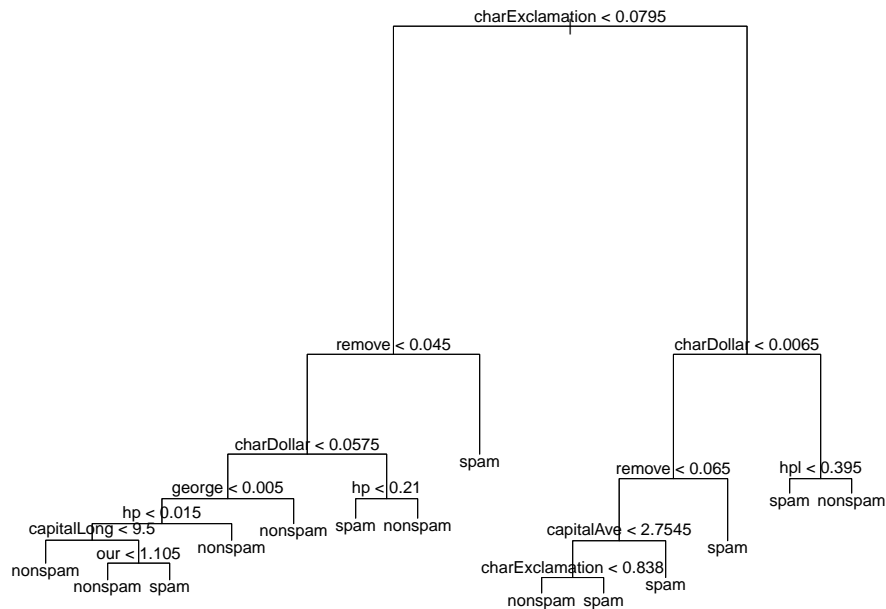 charExclamation < 0.0795
remove < 0.045
charDollar < 0.0065
charDollar < 0.0575
spam
remove < 0.065
hpl < 0.395
george < 0.005
hp < 0.21
spam
nonspam
hp < 0.015
nonspam
spam
nonspam
capitalLong < 9.5
nonspam
capitalAve < 2.7545
spam
our < 1.105
nonspam
charExclamation < 0.838
spam
nonspam
spam
nonspam
spam